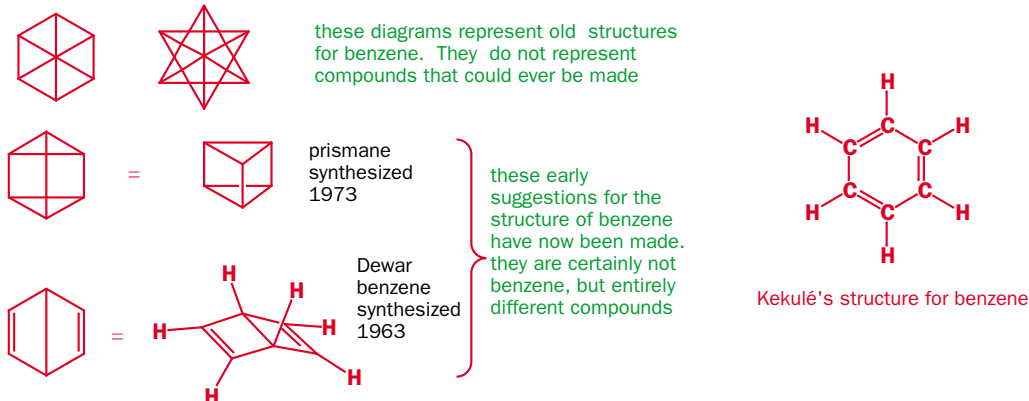 these diagrams represent old structures
for benzene. They do not represent
compounds that could ever be made
=
prismane
synthesized
1973
these early
suggestions for the
structure of benzene
have now been made.
they are certainly not
benzene, but entirely
different compounds
=
H
H
H
H
H
H
Dewar
benzene
synthesized
1963
H
H
H
C
C
C
C
C
C
H
H
H
Kekulé's structure for benzene